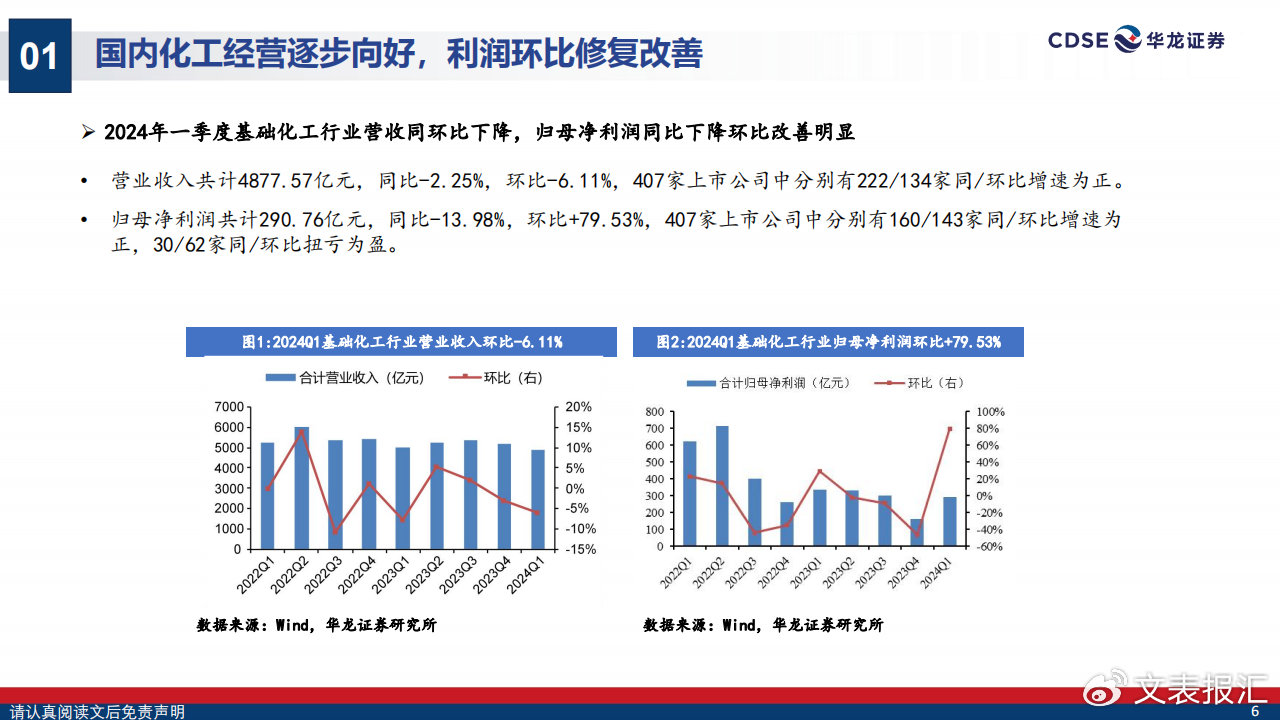 01
国内化工经营逐步向好，利润环比修复改善
CDSE 华龙证券
➢ 2024年一季度基础化工行业营收同环比下降，归母净利润同比下降环比改善明显
• 营业收入共计4877.57亿元，同比-2.25%，环比-6.11%，407家上市公司中分别有222/134家同/环比增速为正。
• 归母净利润共计290.76亿元，同比-13.98%，环比+79.53%，407家上市公司中分别有160/143家同/环比增速为
正，30/62家同/环比扭亏为盈。
图1:2024Q1基础化工行业营业收入环比-6.11%
合计营业收入（亿元） 环比（右）
7000
6000
5000
4000
3000
2000
1000
0
20%
15%
10%
5%
0%
-5%
-10%
-15%
2022Q1 2022Q2 2022Q3 2022Q4 2023Q1 2023Q2 2023Q3 2023Q4 2024Q1
数据来源：Wind，华龙证券研究所
图2:2024Q1基础化工行业归母净利润环比+79.53%
合计归母净利润（亿元） 环比（右）
800
700
600
500
400
300
200
100
0
100%
80%
60%
40%
20%
0%
-20%
-40%
-60%
2022Q1 2022Q2 2022Q3 2022Q4 2023Q1 2023Q2 2023Q3 2023Q4 2024Q1
数据来源：Wind，华龙证券研究所
文表报汇
请认真阅读文后免责声明
6